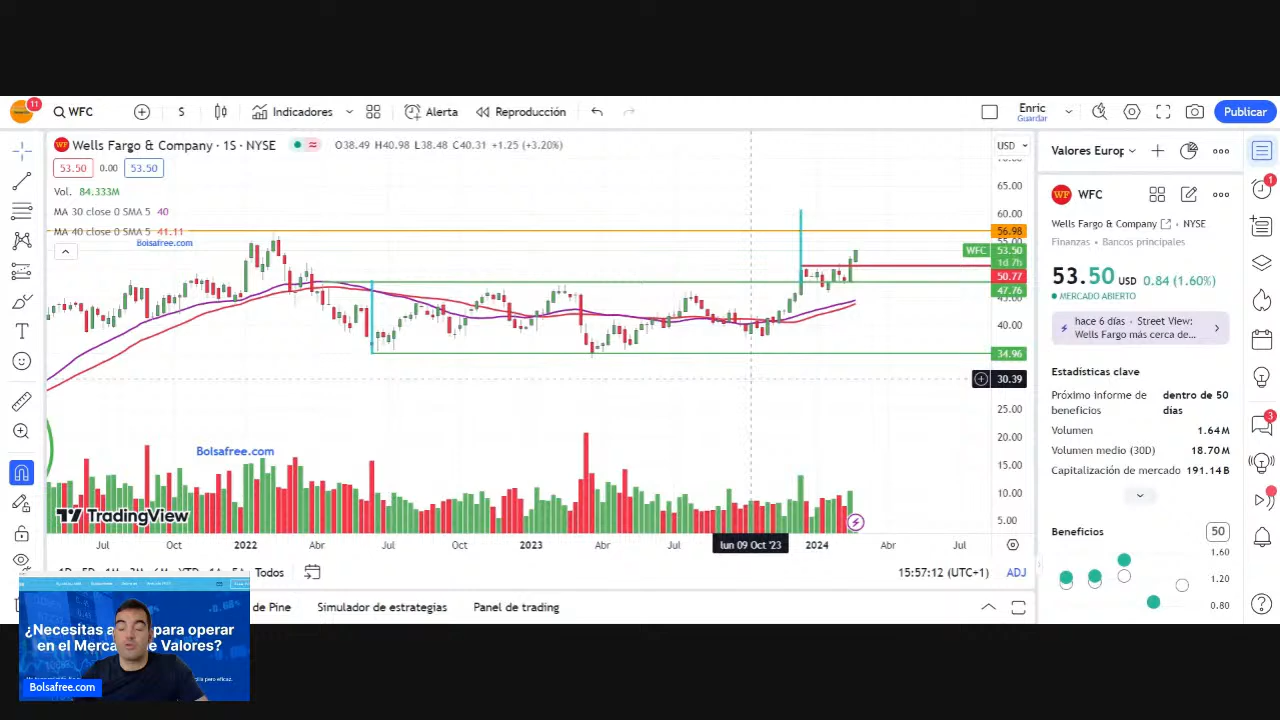 11
WFC
S
Indicadores
Alerta
Reproducción
Enric
Guardar
Publicar
Wells Fargo & Company · 1S · NYSE
O38.49 H40.98 L38.48 C40.31 +1.25 (+3.20%)
53.50 0.00 53.50
Vol. 84.333M
MA 30 close 0 SMA 5 40
MA 40 close 0 SMA 5 41.11
Bolsafree.com
USD
65.00
60.00
56.98
WFC 53.50
1d 7h
50.77
47.76
45.00
40.00
34.96
30.39
25.00
20.00
15.00
10.00
5.00
Bolsafree.com
TradingView
Jul Oct 2022 Abr Jul Oct 2023 Abr Jul lun 09 Oct '23 2024 Abr Jul
Todos
15:57:12 (UTC+1) ADJ
de Pine
Simulador de estrategias
Panel de trading
Valores Europ
WFC
Wells Fargo & Company · NYSE
Finanzas · Bancos principales
53.50 USD 0.84 (1.60%)
MERCADO ABIERTO
hace 6 días · Street View:
Wells Fargo más cerca de...
Estadísticas clave
Próximo informe de beneficios dentro de 50 días
Volumen 1.64M
Volumen medio (30D) 18.70M
Capitalización de mercado 191.14B
Beneficios 50
1.60
1.20
0.80
1
3
¿Necesitas a para operar
en el Merca de Valores?
Bolsafree.com